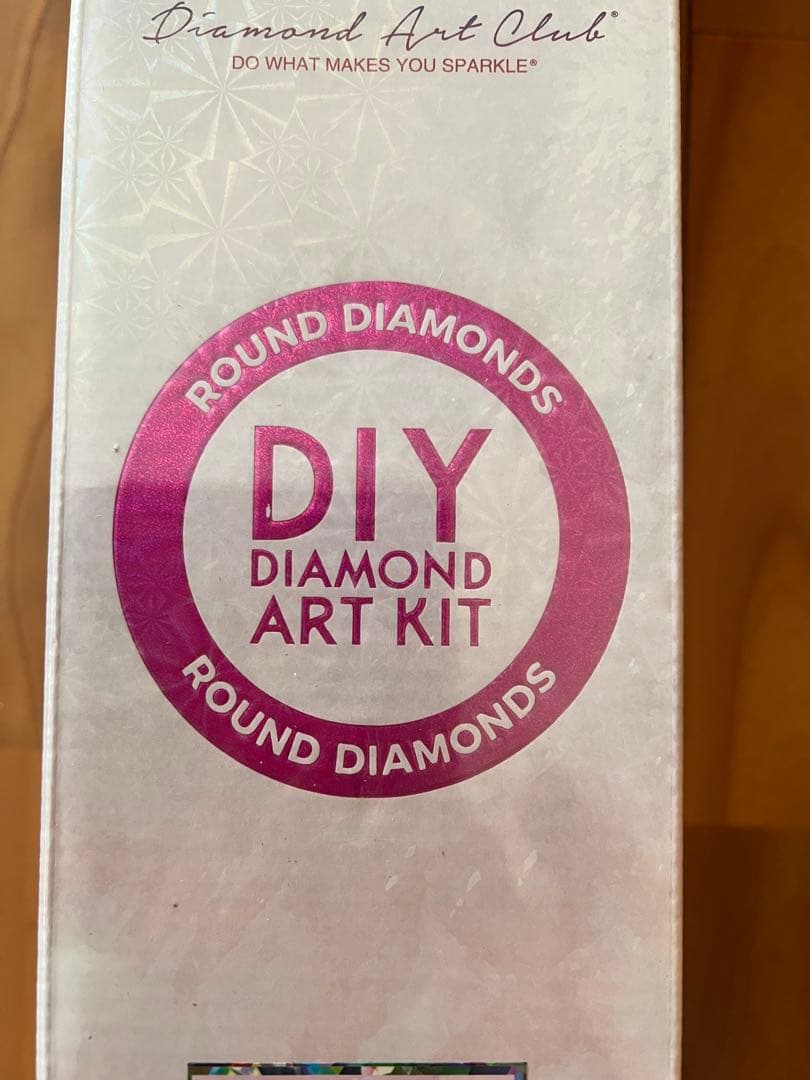 Diamond Art Club®
DO WHAT MAKES YOU SPARKLE®
ROUND DIAMONDS
DIY
DIAMOND
ART KIT
ROUND DIAMONDS